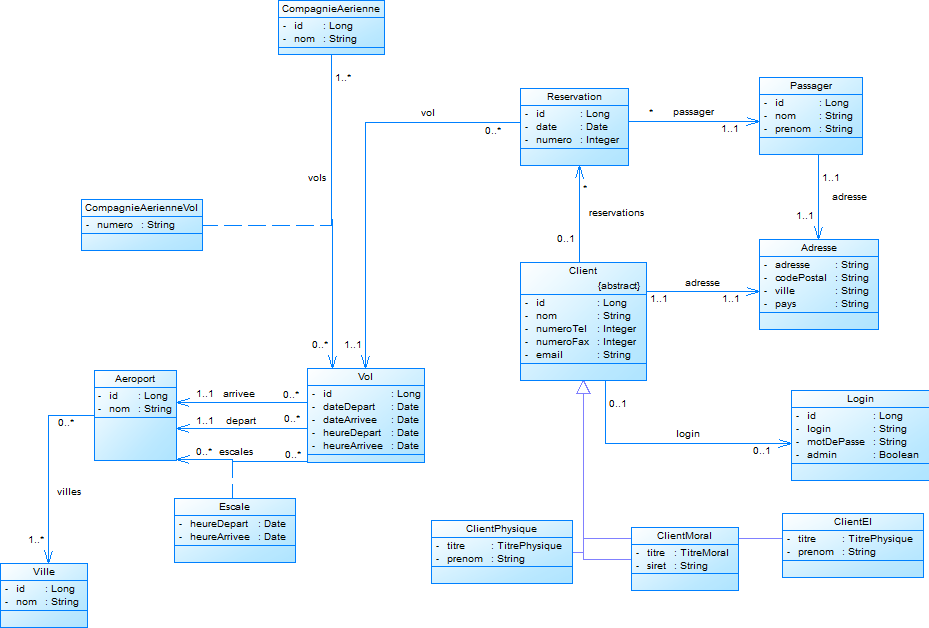 CompagnieAerienne
- id : Long
- nom : String
1..*
vols
0..*
CompagnieAerienneVol
- numero : String
vol
0..*
1..1
Reservation
- id : Long
- date : Date
- numero : Integer
* passager
1..1
Passager
- id : Long
- nom : String
- prenom : String
1..1
adresse
1..1
*
reservations
0..1
Adresse
- adresse : String
- codePostal : String
- ville : String
- pays : String
Client
{abstract}
- id : Long
- nom : String
- numeroTel : Integer
- numeroFax : Integer
- email : String
adresse
1..1
1..1
0..1
login
0..1
Login
- id : Long
- login : String
- motDePasse : String
- admin : Boolean
Vol
- id : Long
- dateDepart : Date
- dateArrivee : Date
- heureDepart : Date
- heureArrivee : Date
1..1 arrivee 0..*
1..1 depart 0..*
0..* escales 0..*
Aeroport
- id : Long
- nom : String
0..*
villes
1..*
Escale
- heureDepart : Date
- heureArrivee : Date
Ville
- id : Long
- nom : String
ClientPhysique
- titre : TitrePhysique
- prenom : String
ClientMoral
- titre : TitreMoral
- siret : String
ClientEI
- titre : TitrePhysique
- prenom : String